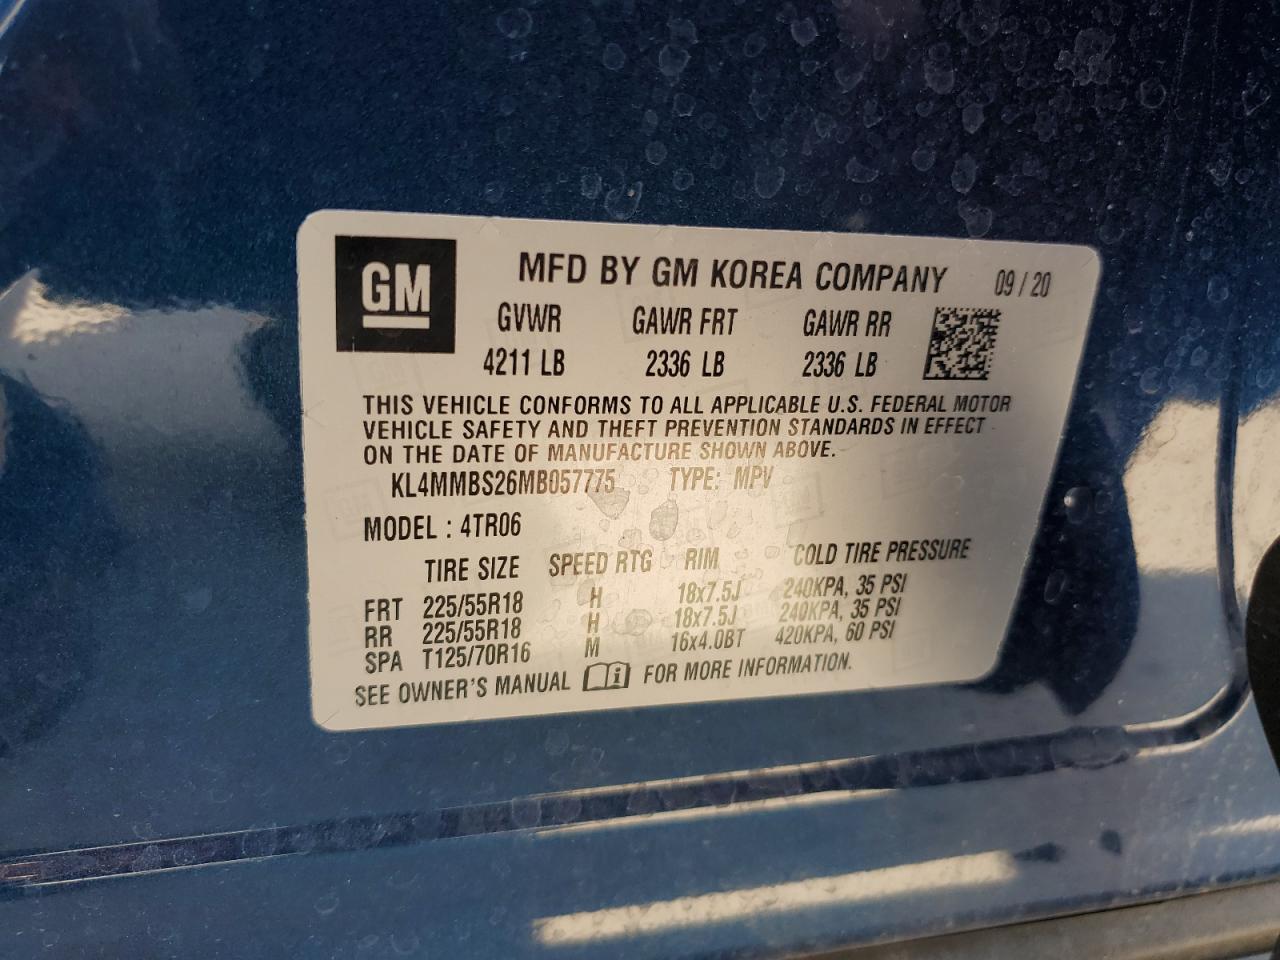 GM
MFD BY GM KOREA COMPANY 09 / 20
GVWR GAWR FRT GAWR RR
4211 LB 2336 LB 2336 LB
THIS VEHICLE CONFORMS TO ALL APPLICABLE U.S. FEDERAL MOTOR
VEHICLE SAFETY AND THEFT PREVENTION STANDARDS IN EFFECT
ON THE DATE OF MANUFACTURE SHOWN ABOVE.
KL4MMBS26MB057775 TYPE: MPV
MODEL : 4TR06
TIRE SIZE SPEED RTG RIM COLD TIRE PRESSURE
FRT 225/55R18 H 18x7.5J 240KPA, 35 PSI
RR 225/55R18 H 18x7.5J 240KPA, 35 PSI
SPA T125/70R16 M 16x4.0BT 420KPA, 60 PSI
SEE OWNER'S MANUAL i FOR MORE INFORMATION.